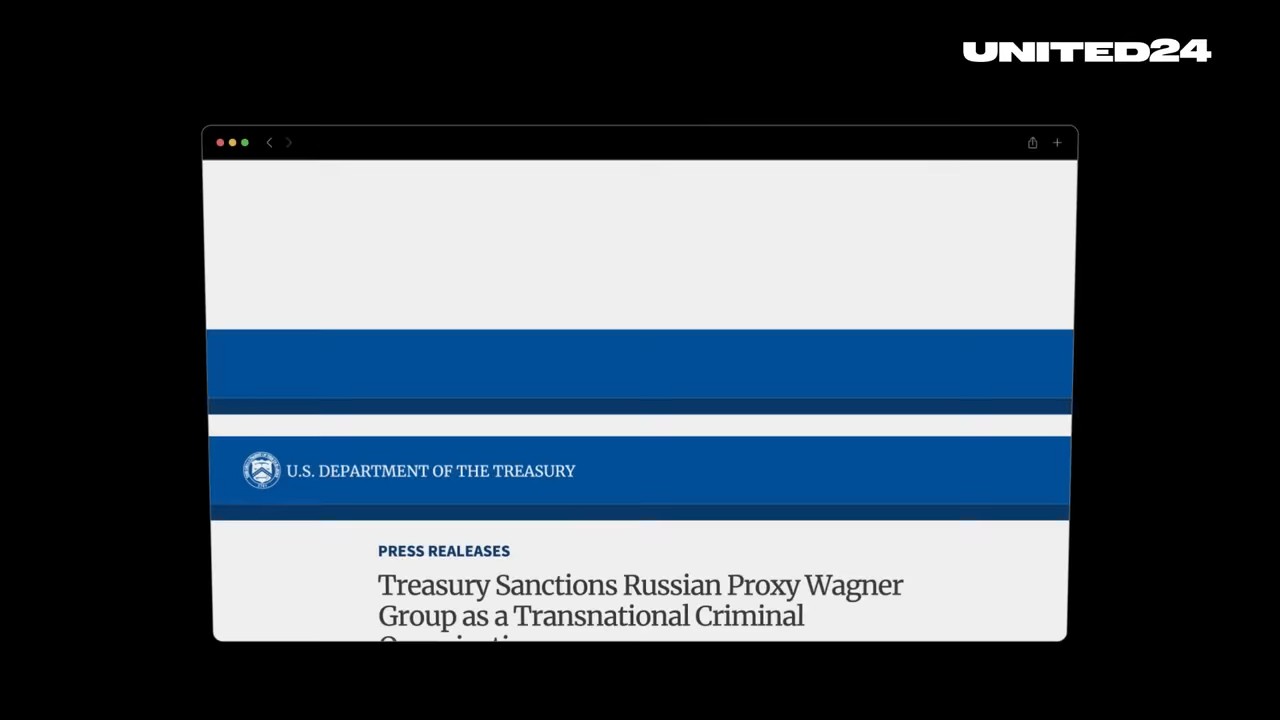 UNITED24
U.S. DEPARTMENT OF THE TREASURY
PRESS REALEASES
Treasury Sanctions Russian Proxy Wagner
Group as a Transnational Criminal